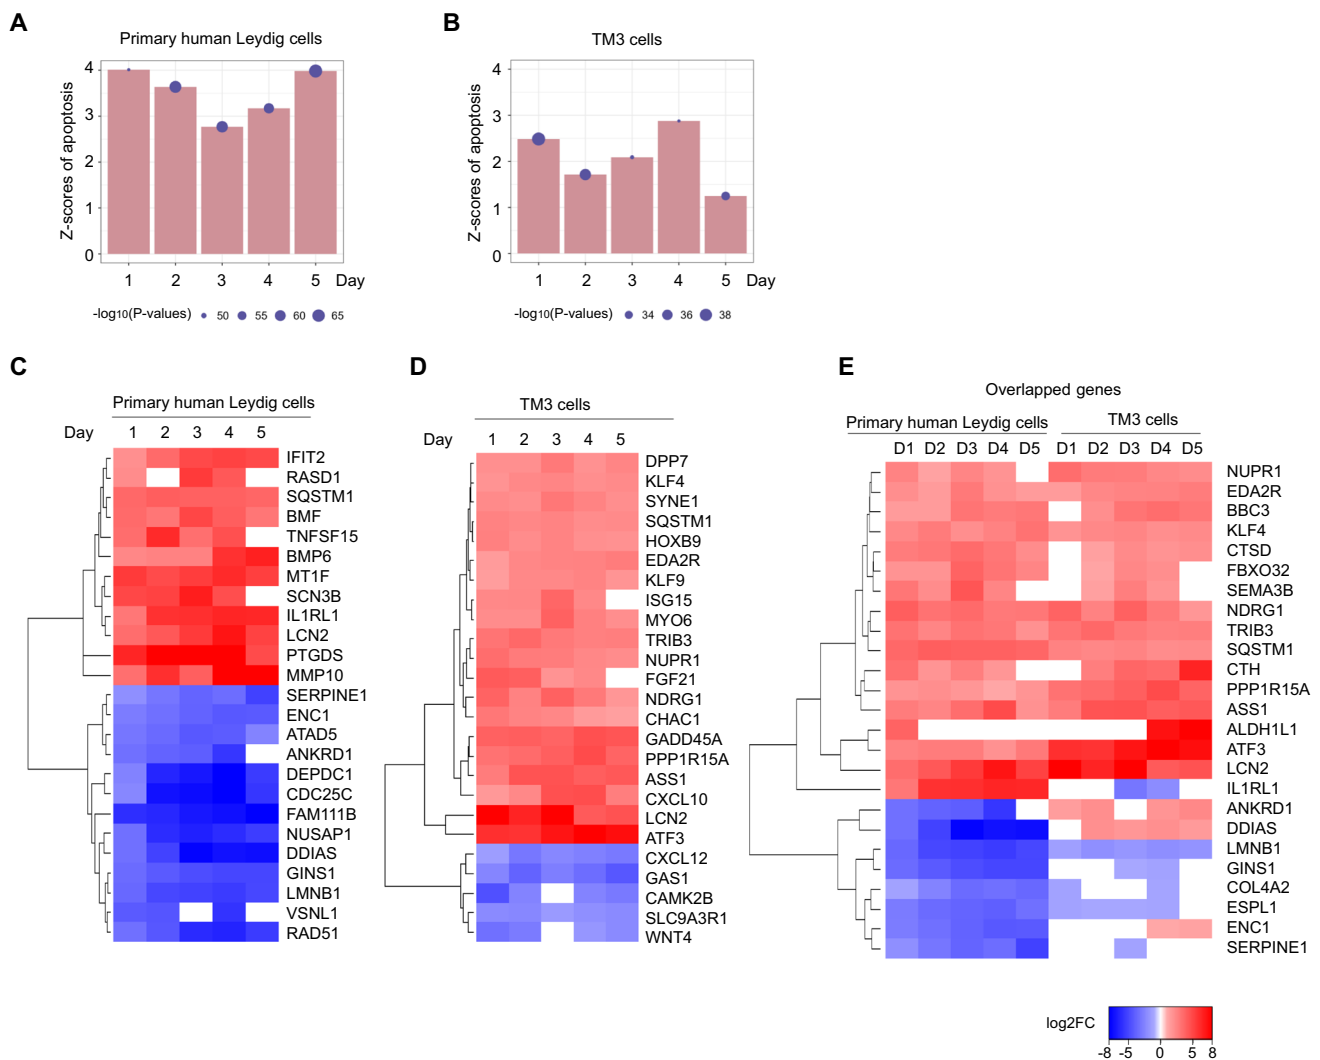 A
Primary human Leydig cells
Z-scores of apoptosis
4
3
2
1
0
1 2 3 4 5 Day
-log10(P-values) 50 55 60 65
B
TM3 cells
Z-scores of apoptosis
4
3
2
1
0
1 2 3 4 5 Day
-log10(P-values) 34 36 38
C
Primary human Leydig cells
Day 1 2 3 4 5
IFIT2
RASD1
SQSTM1
BMF
TNFSF15
BMP6
MT1F
SCN3B
IL1RL1
LCN2
PTGDS
MMP10
SERPINE1
ENC1
ATAD5
ANKRD1
DEPDC1
CDC25C
FAM111B
NUSAP1
DDIAS
GINS1
LMNB1
VSNL1
RAD51
D
TM3 cells
Day 1 2 3 4 5
DPP7
KLF4
SYNE1
SQSTM1
HOXB9
EDA2R
KLF9
ISG15
MYO6
TRIB3
NUPR1
FGF21
NDRG1
CHAC1
GADD45A
PPP1R15A
ASS1
CXCL10
LCN2
ATF3
CXCL12
GAS1
CAMK2B
SLC9A3R1
WNT4
E
Overlapped genes
Primary human Leydig cells TM3 cells
D1 D2 D3 D4 D5 D1 D2 D3 D4 D5
NUPR1
EDA2R
BBC3
KLF4
CTSD
FBXO32
SEMA3B
NDRG1
TRIB3
SQSTM1
CTH
PPP1R15A
ASS1
ALDH1L1
ATF3
LCN2
IL1RL1
ANKRD1
DDIAS
LMNB1
GINS1
COL4A2
ESPL1
ENC1
SERPINE1
log2FC
-8 -5 0 5 8